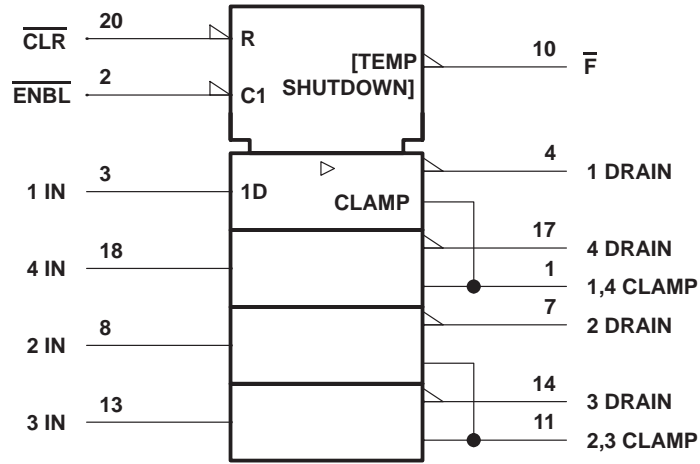 CLR
20
R
ENBL
2
C1
[TEMP
SHUTDOWN]
10
F
1 IN
3
1D
CLAMP
4
1 DRAIN
4 IN
18
17
4 DRAIN
1
1,4 CLAMP
2 IN
8
7
2 DRAIN
3 IN
13
14
3 DRAIN
11
2,3 CLAMP